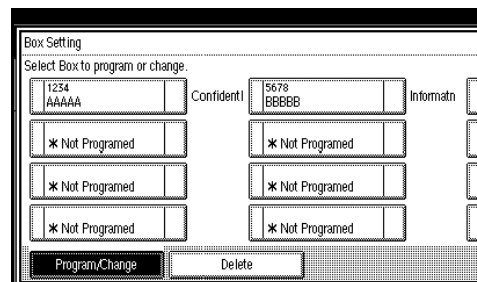 Box Setting
Select Box to program or change.
1234
AAAAA
Confidentl
5678
BBBBB
Informatn
* Not Programed
* Not Programed
* Not Programed
* Not Programed
* Not Programed
* Not Programed
Program/Change
Delete